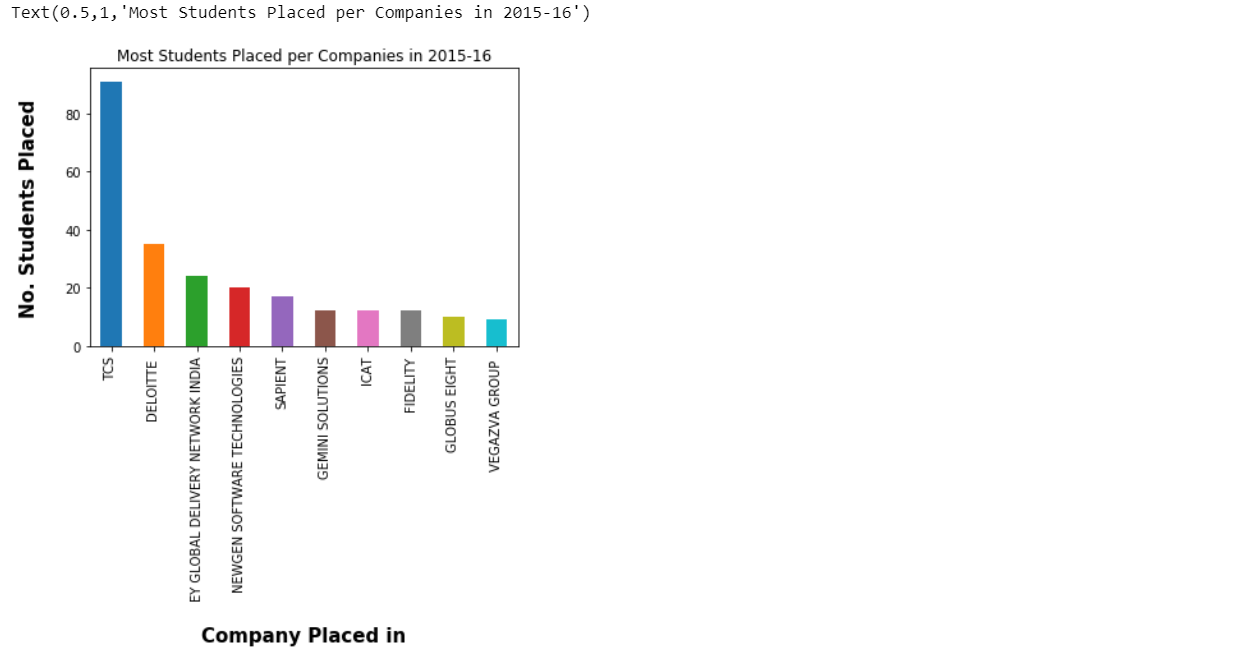 Text(0.5,1,'Most Students Placed per Companies in 2015-16')
Most Students Placed per Companies in 2015-16
No. Students Placed
80
60
40
20
0
TCS
DELOITTE
EY GLOBAL DELIVERY NETWORK INDIA
NEWGEN SOFTWARE TECHNOLOGIES
SAPIENT
GEMINI SOLUTIONS
ICAT
FIDELITY
GLOBUS EIGHT
VEGAZVA GROUP
Company Placed in